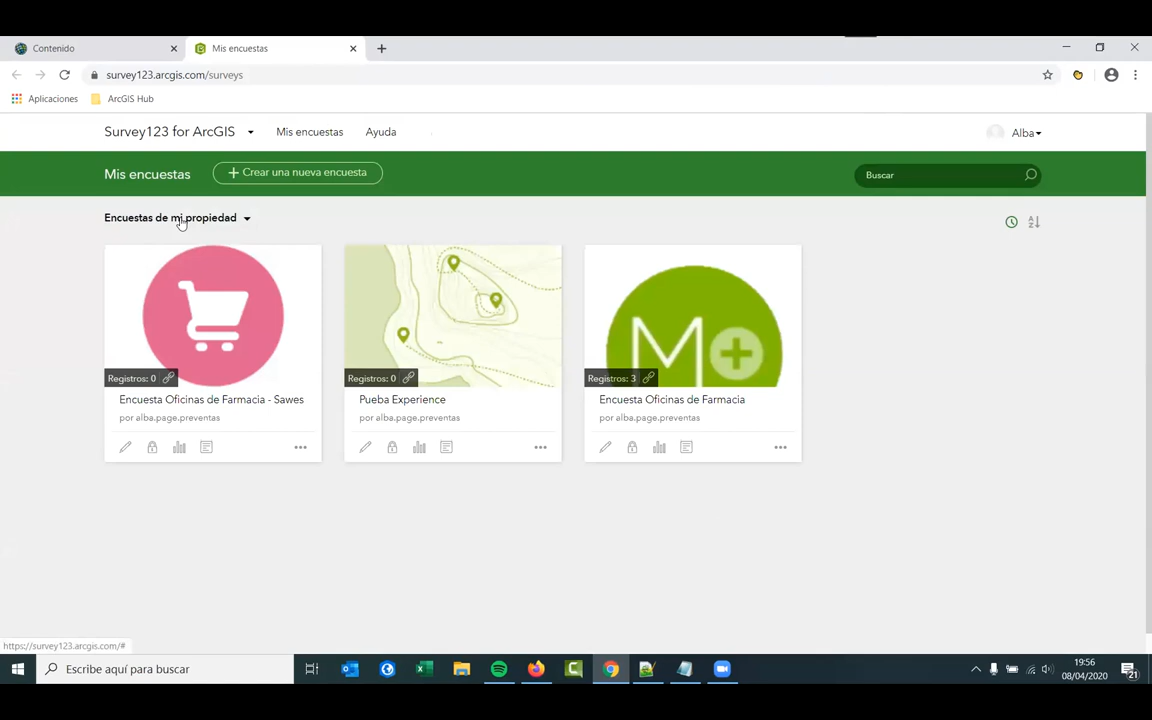 Contenido
Mis encuestas
survey123.arcgis.com/surveys
Aplicaciones
ArcGIS Hub
Survey123 for ArcGIS
Mis encuestas
Ayuda
Alba
Mis encuestas
+ Crear una nueva encuesta
Buscar
Encuestas de mi propiedad
A
Z
M+
Registros: 0
Registros: 0
Registros: 3
Encuesta Oficinas de Farmacia - Sawes
Pueba Experience
Encuesta Oficinas de Farmacia
por alba.page.preventas
por alba.page.preventas
por alba.page.preventas
https://survey123.arcgis.com/#
Escribe aquí para buscar
19:56
08/04/2020
21